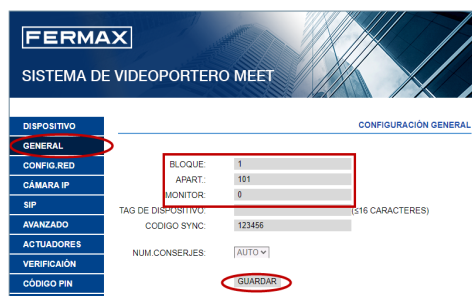 FERMAX
SISTEMA DE VIDEOPORTERO MEET
DISPOSITIVO
CONFIGURACIÓN GENERAL
GENERAL
CONFIG.RED
BLOQUE: 1
CÁMARA IP
APART.: 101
MONITOR: 0
SIP
TAG DE DISPOSITIVO: (≤16 CARACTERES)
AVANZADO
CODIGO SYNC: 123456
ACTUADORES
NUM.CONSERJES: AUTO
VERIFICAIÓN
CÓDIGO PIN
GUARDAR